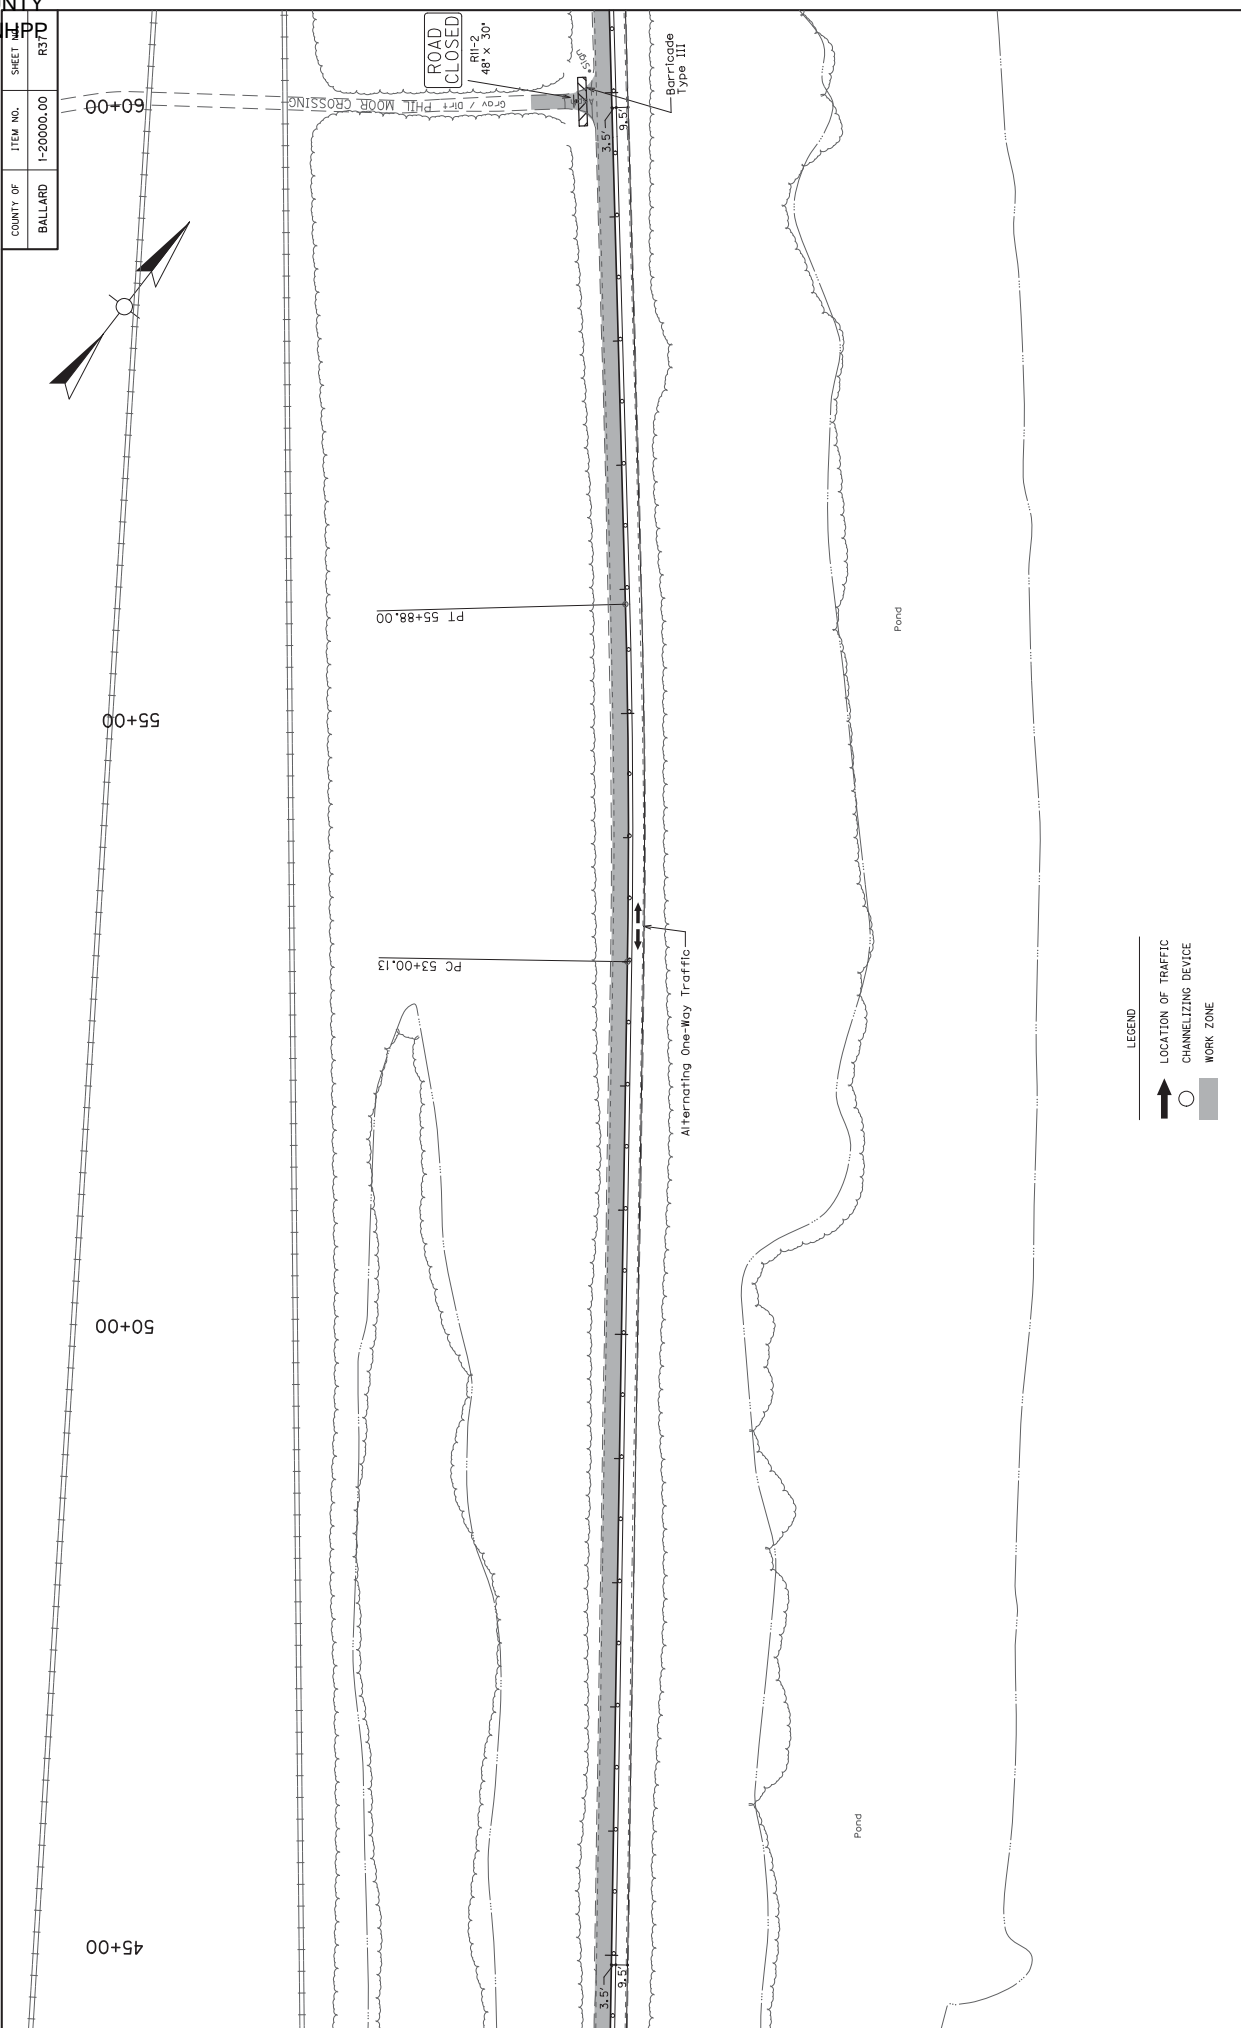 NTY
NHPP
COUNTY OF
ITEM NO.
SHEET
BALLARD
1-20000.00
R37
60+00
Grav / Dirt PHIL MOOR CROSSING
ROAD
CLOSED
R11-2
48" x 30"
Sign
Barricade
Type III
3.5'
9.5'
PT 55+88.00
Pond
55+00
PC 53+00.13
Alternating One-Way Traffic
LEGEND
LOCATION OF TRAFFIC
CHANNELIZING DEVICE
WORK ZONE
50+00
Pond
45+00
3.5'
9.5'